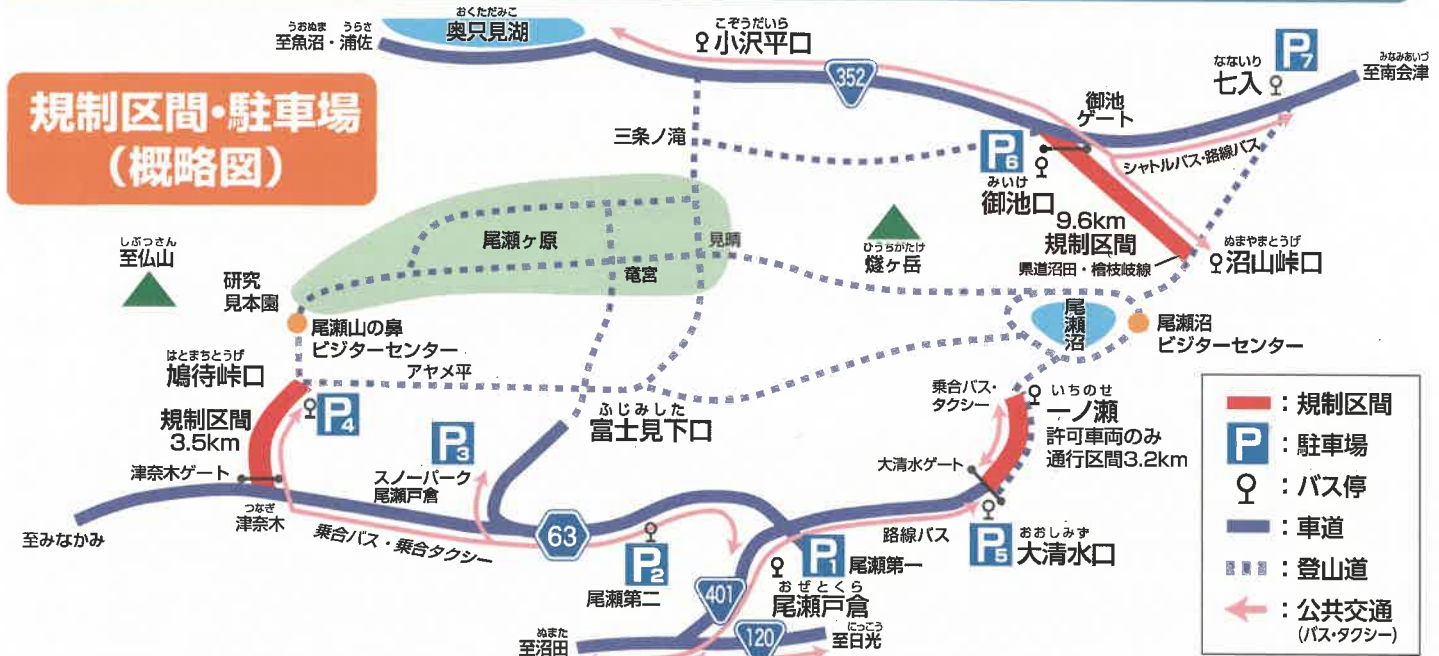 規制区間・駐車場
(概略図)
うおぬま うらさ
至魚沼・浦佐
おくただみこ
奥只見湖
こぞうだいら
小沢平口
352
P7
なないり
七入
みなみあいづ
至南会津
御池
ゲート
シャトルバス・路線バス
三条ノ滝
P6
みいけ
御池口
9.6km
規制区間
県道沼田・檜枝岐線
ぬまやまとうげ
沼山峠口
しぶつさん
至仏山
尾瀬ヶ原
見晴
竜宮
ひうちがたけ
燧ヶ岳
研究
見本園
尾瀬山の鼻
ビジターセンター
尾瀬沼
尾瀬沼
ビジターセンター
はとまちとうげ
鳩待峠口
アヤメ平
規制区間
3.5km
P4
P3
スノーパーク
尾瀬戸倉
ふじみした
富士見下口
乗合バス・
タクシー
いちのせ
一ノ瀬
許可車両のみ
通行区間3.2km
大清水ゲート
津奈木ゲート
つなぎ
津奈木
至みなかみ
乗合バス・乗合タクシー
63
P2
尾瀬第二
路線バス
P5
おおしみず
大清水口
P1
尾瀬第一
おぜとくら
尾瀬戸倉
401
ぬまた
至沼田
120
にっこう
至日光
:規制区間
P:駐車場
:バス停
:車道
:登山道
:公共交通
(バス・タクシー)